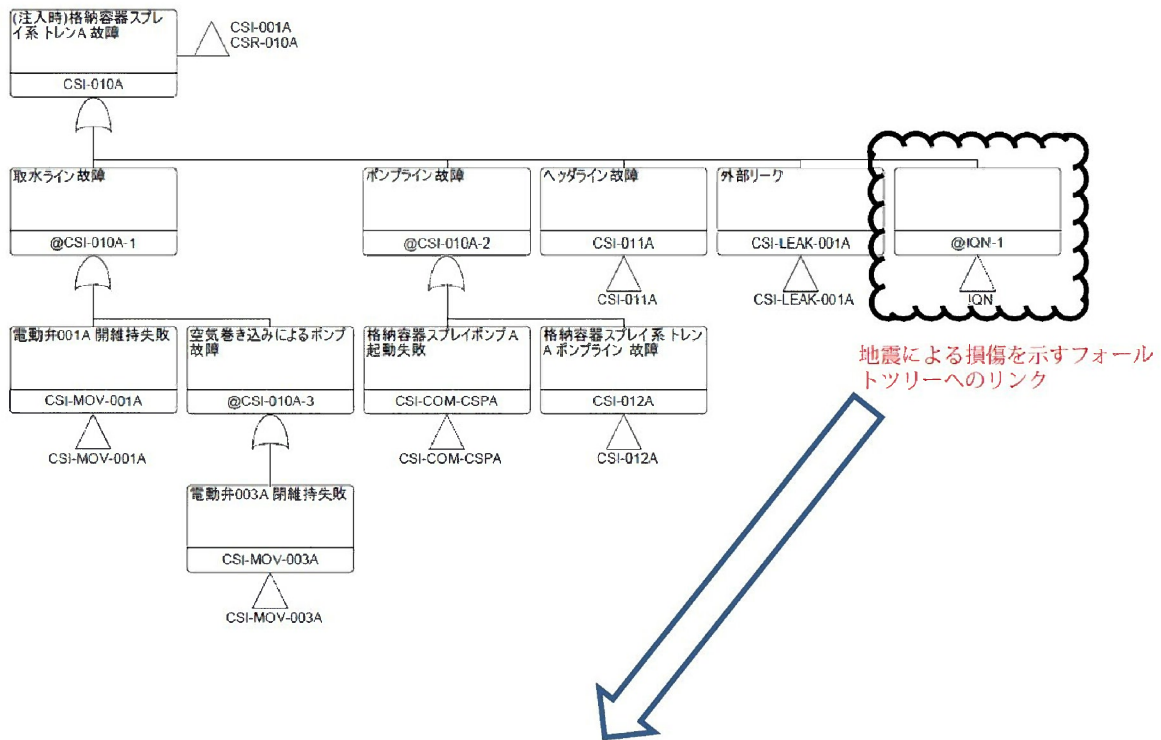 (注入時)格納容器スプレ
イ系 トレンA 故障
CSI-010A
CSI-001A
CSR-010A
取水ライン故障
@CSI-010A-1
ポンプライン故障
@CSI-010A-2
ヘッダライン故障
CSI-011A
CSI-011A
外部リーク
CSI-LEAK-001A
CSI-LEAK-001A
@IQN-1
IQN
電動弁001A 開維持失敗
CSI-MOV-001A
CSI-MOV-001A
空気巻き込みによるポンプ
故障
@CSI-010A-3
格納容器スプレイポンプA
起動失敗
CSI-COM-CSPA
CSI-COM-CSPA
格納容器スプレイ系 トレン
A ポンプライン 故障
CSI-012A
CSI-012A
電動弁003A 閉維持失敗
CSI-MOV-003A
CSI-MOV-003A
地震による損傷を示すフォール
トツリーへのリンク